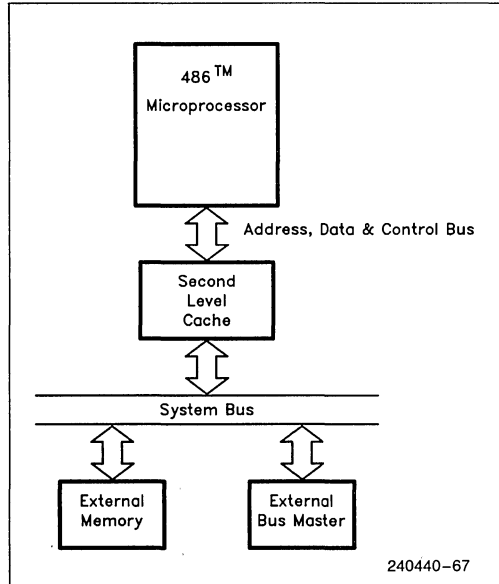 486™
Microprocessor
Address, Data & Control Bus
Second
Level
Cache
System Bus
External
Memory
External
Bus Master
240440-67